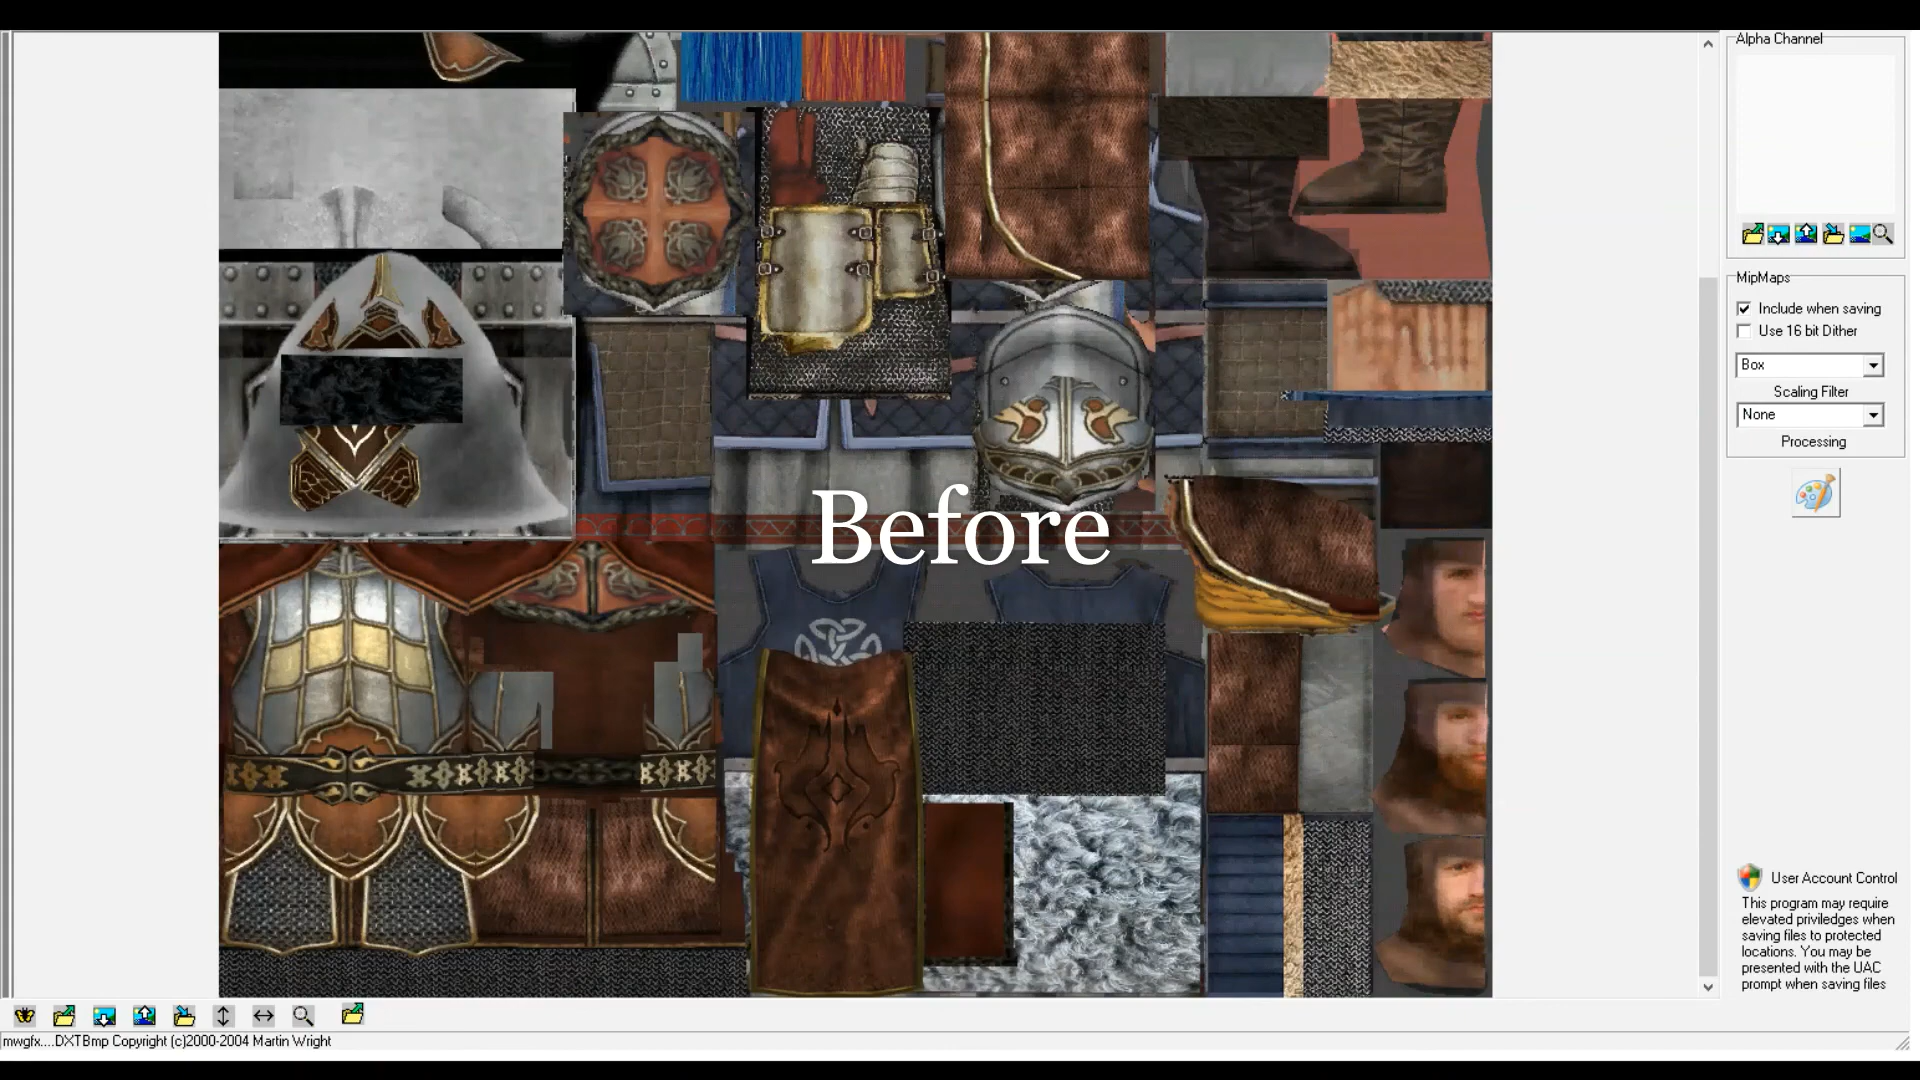 Alpha Channel
MipMaps
Include when saving
Use 16 bit Dither
Box
Scaling Filter
None
Processing
Before
User Account Control
This program may require
elevated priviledges when
saving files to protected
locations. You may be
presented with the UAC
prompt when saving files
mwgfx....DXTBmp Copyright (c)2000-2004 Martin Wright